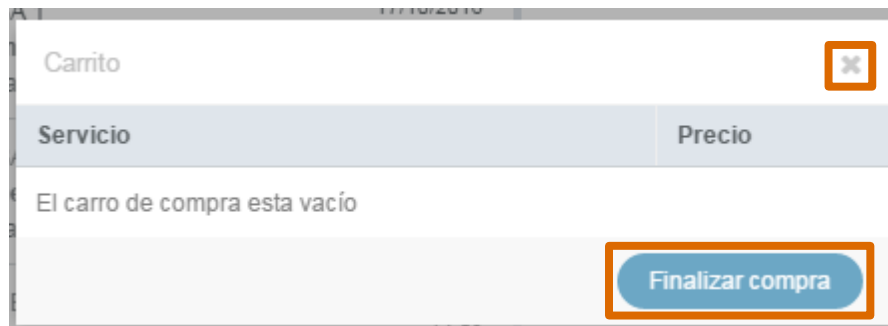 Carrito
Servicio Precio
El carro de compra esta vacío
Finalizar compra